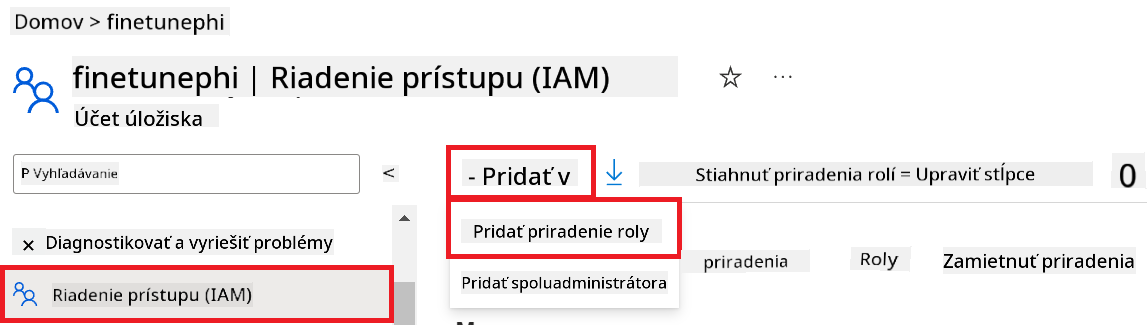 Domov > finetunephi
finetunephi | Riadenie prístupu (IAM)
...
Účet úložiska
P Vyhľadávanie
<
- Pridať v
Stiahnuť priradenia rolí = Upraviť stĺpce
0
Pridať priradenie roly
x Diagnostikovať a vyriešiť problémy
priradenia
Roly
Zamietnuť priradenia
Pridať spoluadministrátora
Riadenie prístupu (IAM)